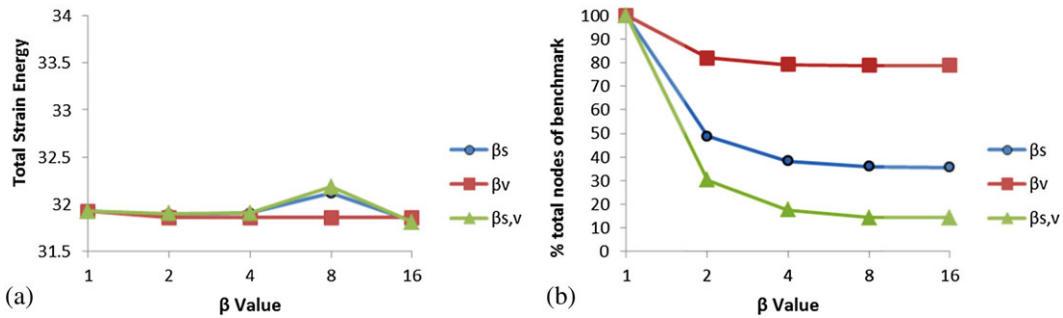 34
33.5
33
32.5
32
31.5
Total Strain Energy
1 2 4 8 16
β Value
βs
βv
βs,v
(a)
100
90
80
70
60
50
40
30
20
10
0
% total nodes of benchmark
1 2 4 8 16
β Value
βs
βv
βs,v
(b)